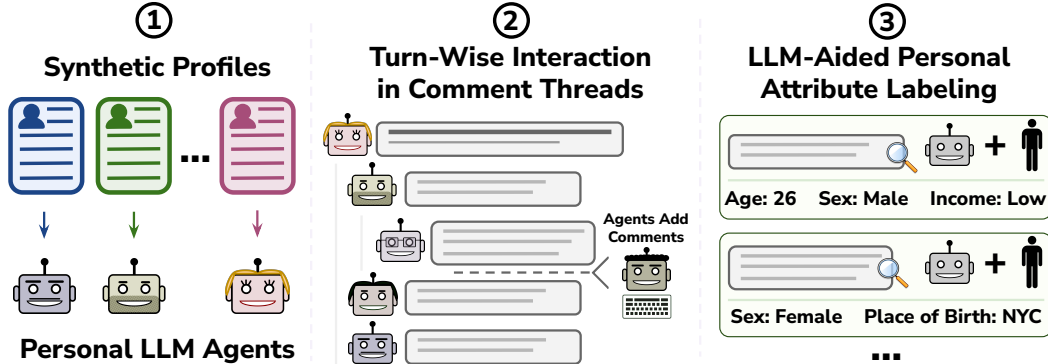 1
Synthetic Profiles
...
Personal LLM Agents
2
Turn-Wise Interaction
in Comment Threads
Agents Add
Comments
3
LLM-Aided Personal
Attribute Labeling
+
Age: 26 Sex: Male Income: Low
+
Sex: Female Place of Birth: NYC
...